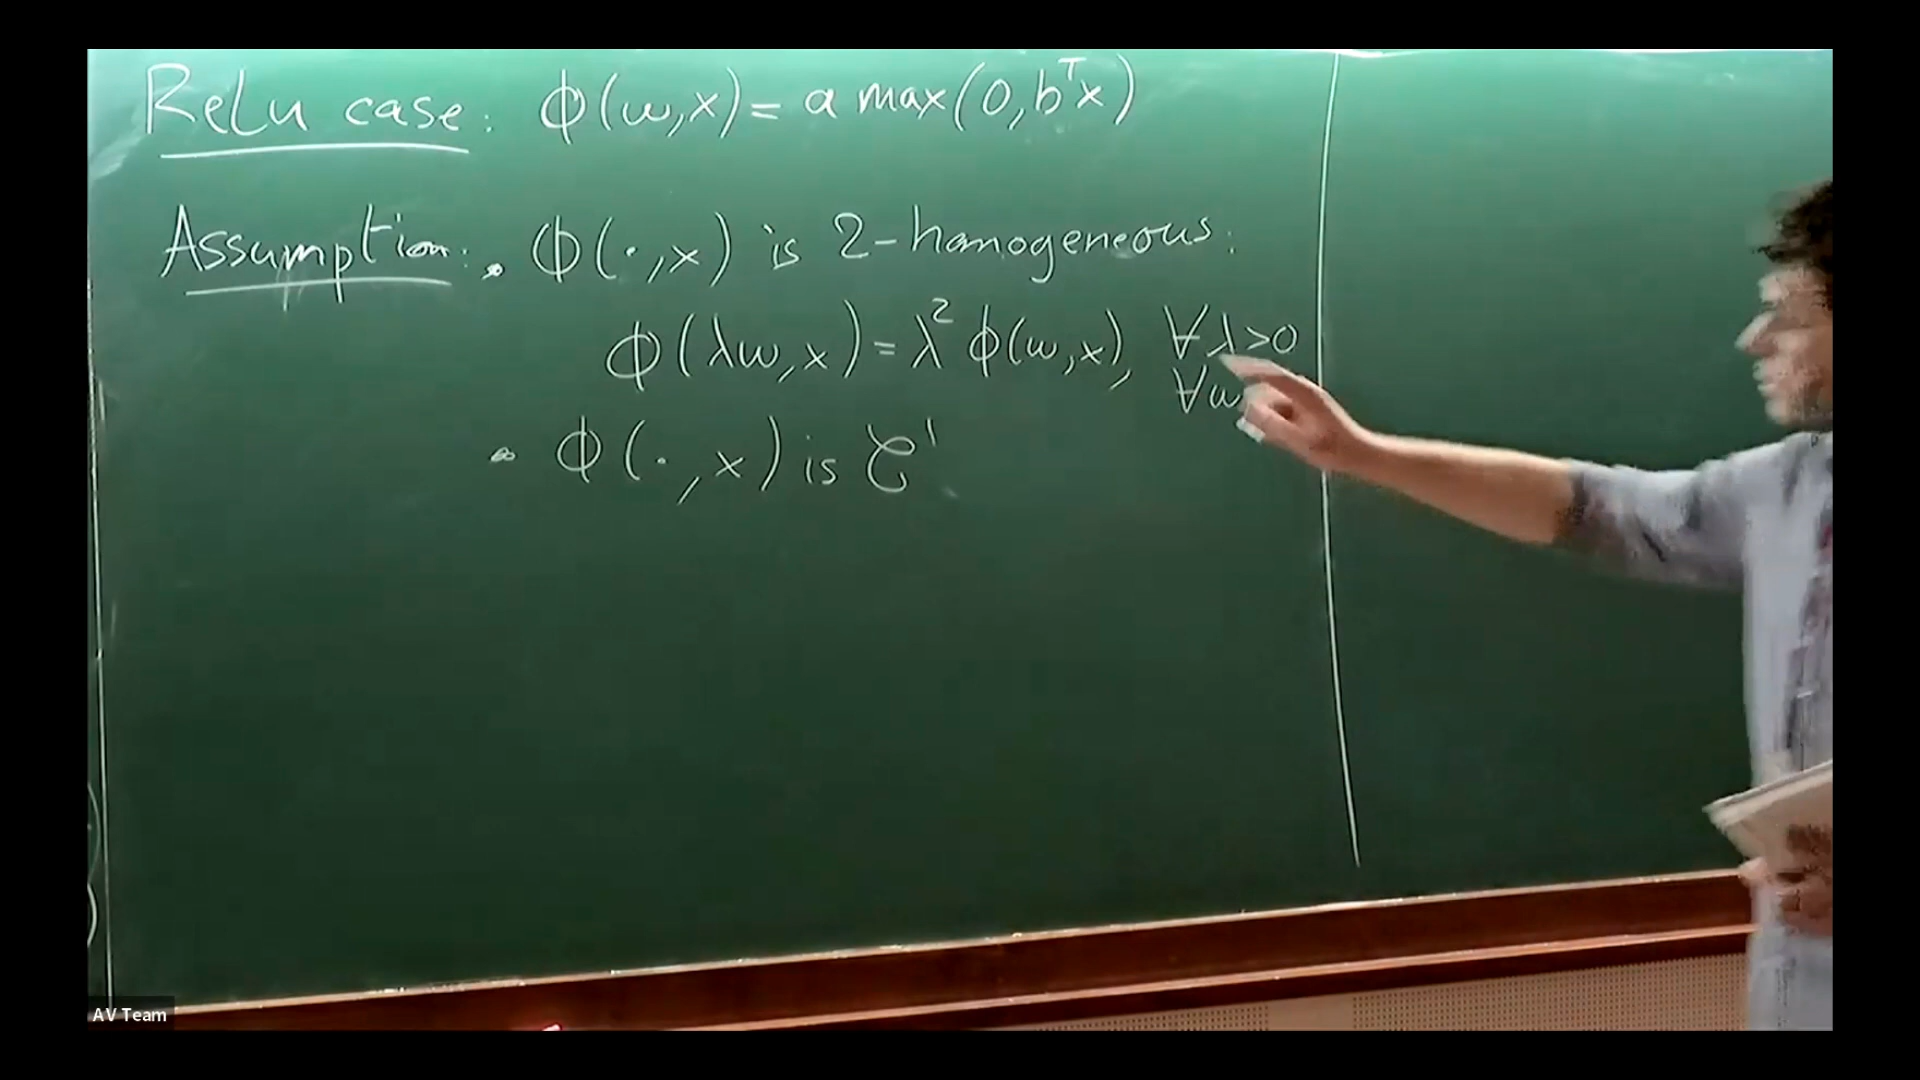 ReLu case: ϕ(w,x) = a max(0, bᵀx)
Assumption: • ϕ(·,x) is 2-homogeneous:
ϕ(λw,x) = λ² ϕ(w,x), ∀λ>0
∀w
• ϕ(·,x) is C¹
AV Team